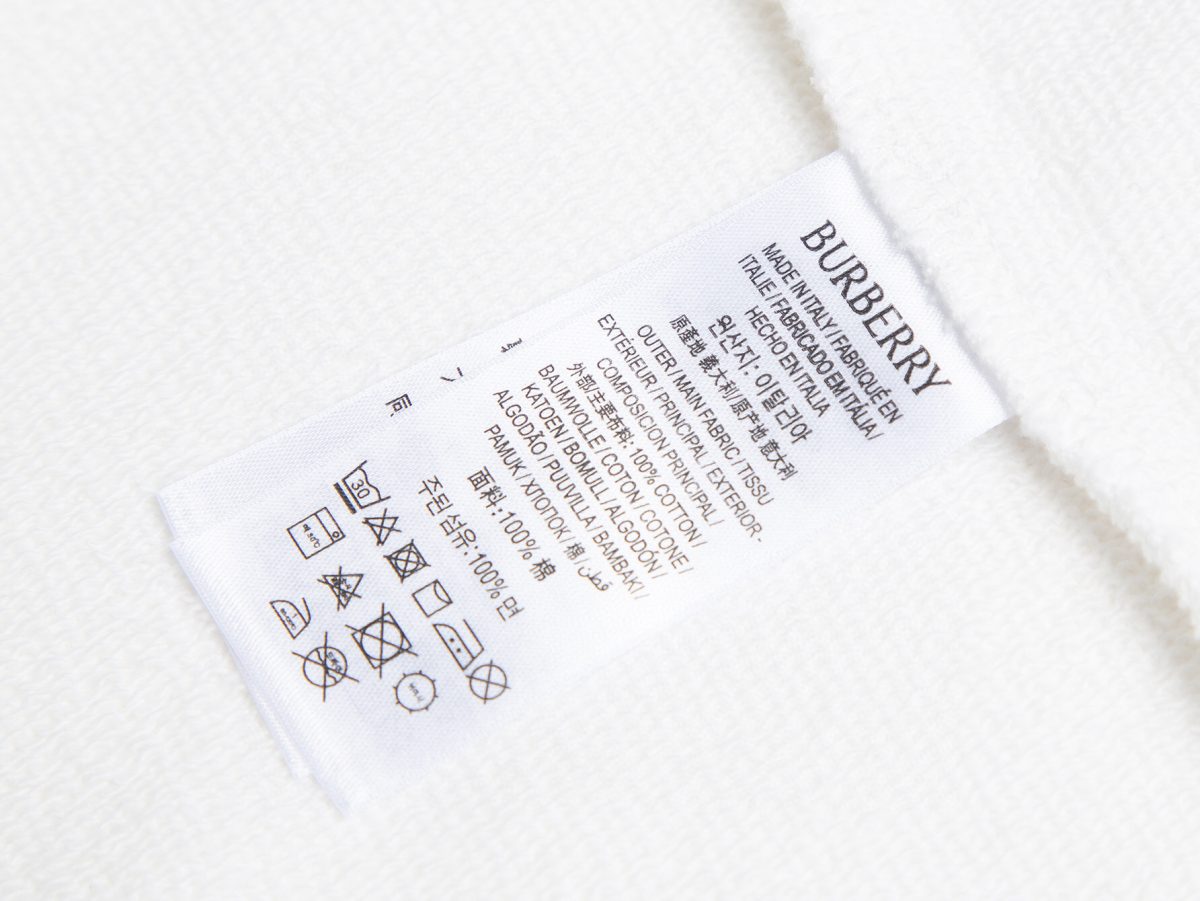 BURBERRY
MADE IN ITALY / FABRIQUÉ EN
ITALIE / FABRICADO EM ITÁLIA /
HECHO EN ITALIA
원산지: 이탈리아
原產地 義大利/原产地 意大利
OUTER / MAIN FABRIC / TISSU
EXTÉRIEUR / PRINCIPAL / EXTERIOR -
COMPOSICION PRINCIPAL /
外部/主要布料: 100% COTTON /
BAUMWOLLE / COTON / COTONE /
KATOEN / BOMULL / ALGODÓN /
ALGODÃO / PUUVILLA / BAMBAKI /
PAMUK / ХЛОПОК / 棉 / قطن /
面料:100% 棉
주된 섬유:100% 면
30